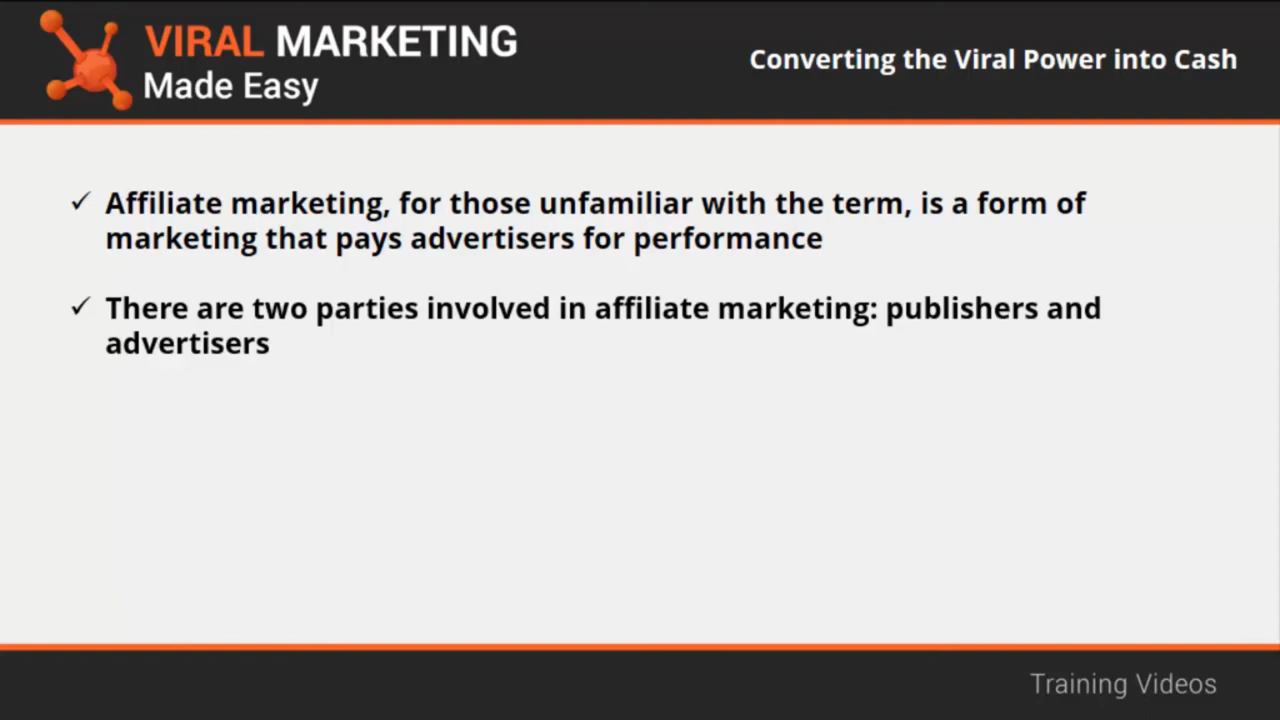 VIRAL MARKETING
Made Easy
Converting the Viral Power into Cash
✓ Affiliate marketing, for those unfamiliar with the term, is a form of
marketing that pays advertisers for performance
✓ There are two parties involved in affiliate marketing: publishers and
advertisers
Training Videos